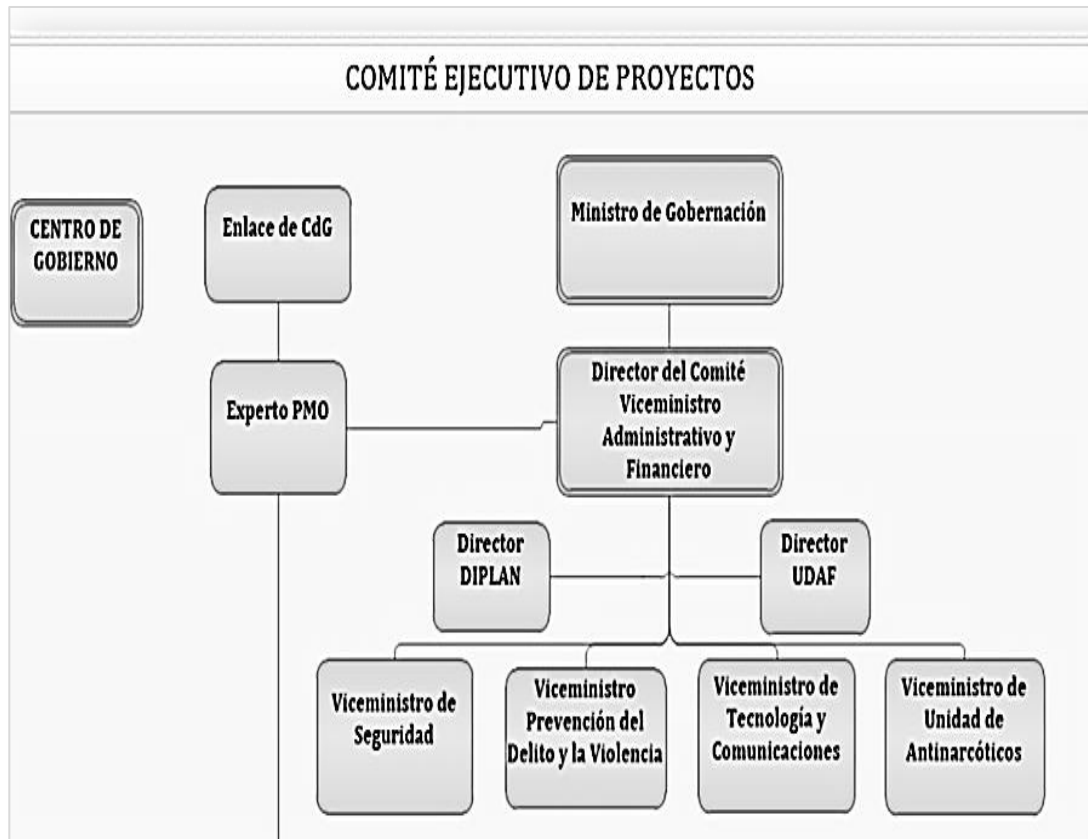 COMITÉ EJECUTIVO DE PROYECTOS
CENTRO DE
GOBIERNO
Enlace de CdG
Ministro de Gobernación
Experto PMO
Director del Comité
Viceministro
Administrativo y
Financiero
Director
DIPLAN
Director
UDAF
Viceministro de
Seguridad
Viceministro
Prevención del
Delito y la Violencia
Viceministro de
Tecnología y
Comunicaciones
Viceministro de
Unidad de
Antinarcóticos